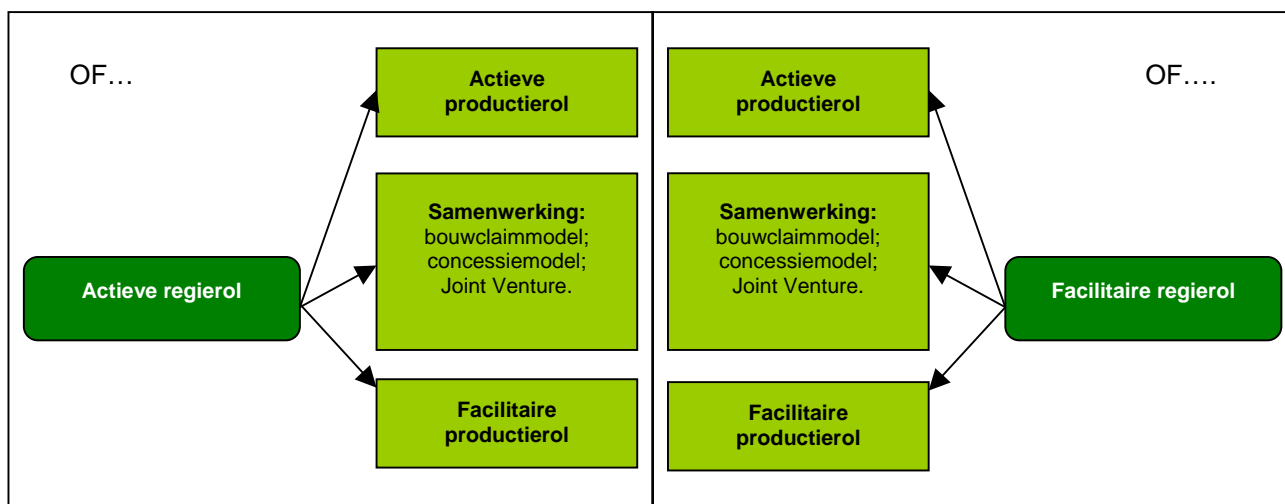 OF…
Actieve
productierol
Samenwerking:
bouwclaimmodel;
concessiemodel;
Joint Venture.
Actieve regierol
Facilitaire
productierol
Actieve
productierol
OF….
Samenwerking:
bouwclaimmodel;
concessiemodel;
Joint Venture.
Facilitaire regierol
Facilitaire
productierol